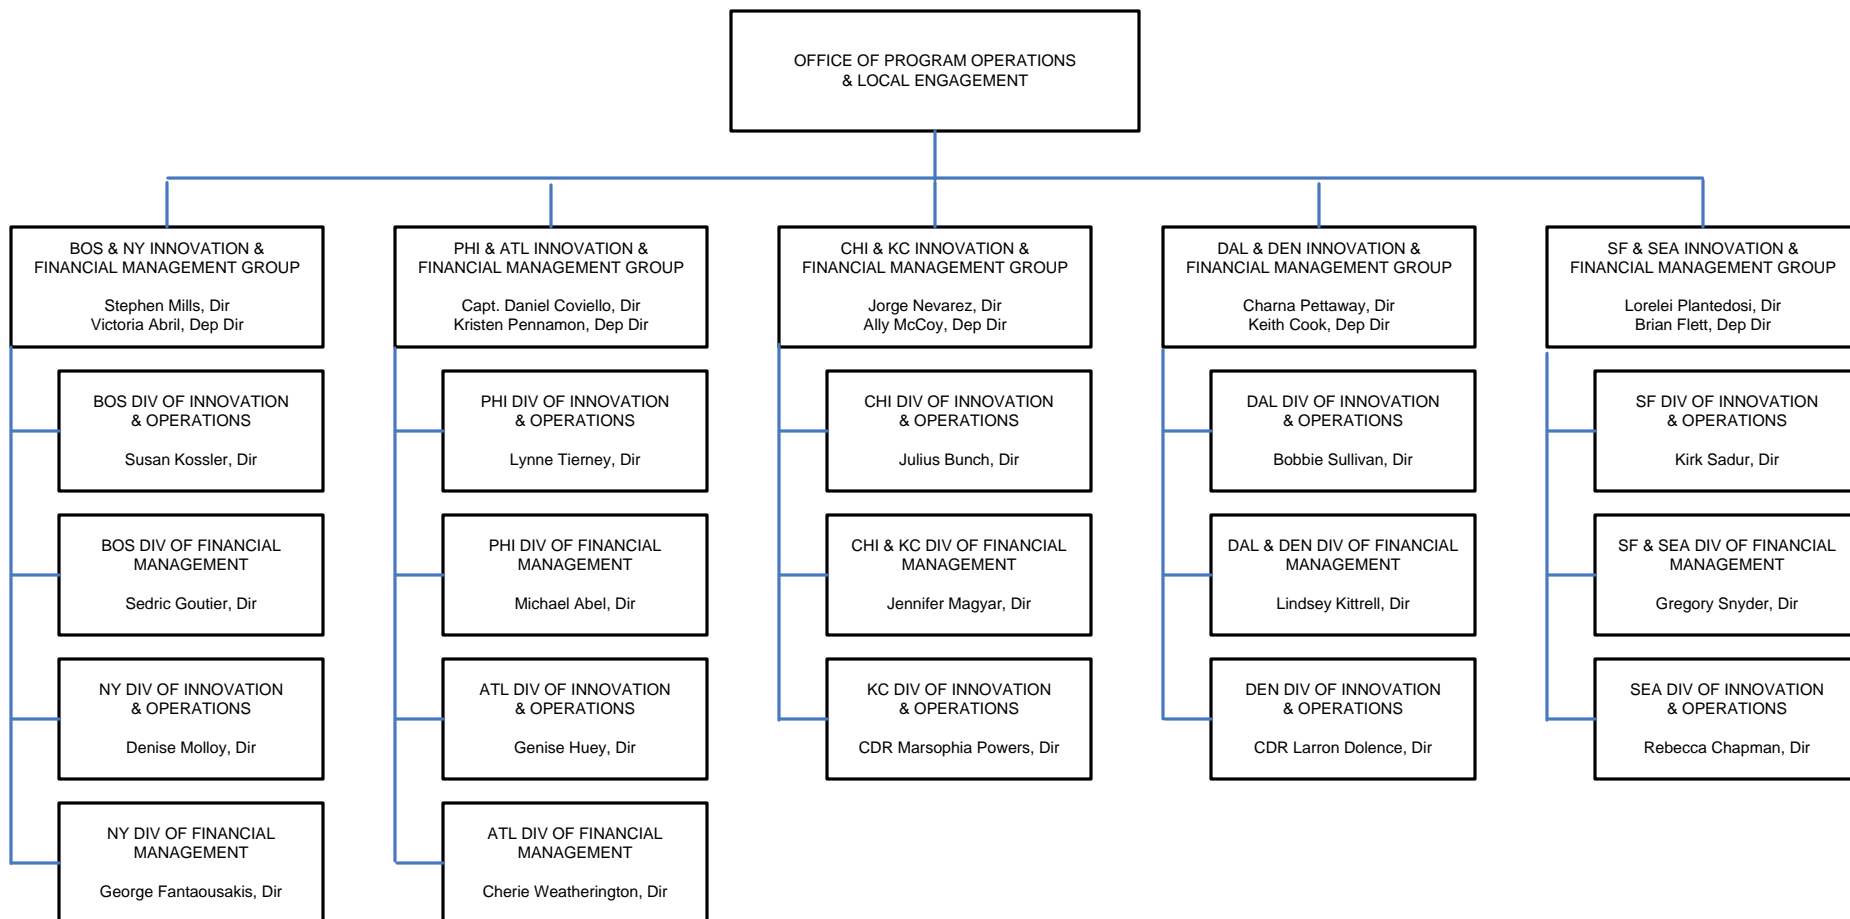 OFFICE OF PROGRAM OPERATIONS
& LOCAL ENGAGEMENT
BOS & NY INNOVATION &
FINANCIAL MANAGEMENT GROUP
Stephen Mills, Dir
Victoria Abril, Dep Dir
BOS DIV OF INNOVATION
& OPERATIONS
Susan Kossler, Dir
BOS DIV OF FINANCIAL
MANAGEMENT
Sedric Goutier, Dir
NY DIV OF INNOVATION
& OPERATIONS
Denise Molloy, Dir
NY DIV OF FINANCIAL
MANAGEMENT
George Fantaousakis, Dir
PHI & ATL INNOVATION &
FINANCIAL MANAGEMENT GROUP
Capt. Daniel Coviello, Dir
Kristen Pennamon, Dep Dir
PHI DIV OF INNOVATION
& OPERATIONS
Lynne Tierney, Dir
PHI DIV OF FINANCIAL
MANAGEMENT
Michael Abel, Dir
ATL DIV OF INNOVATION
& OPERATIONS
Genise Huey, Dir
ATL DIV OF FINANCIAL
MANAGEMENT
Cherie Weatherington, Dir
CHI & KC INNOVATION &
FINANCIAL MANAGEMENT GROUP
Jorge Nevarez, Dir
Ally McCoy, Dep Dir
CHI DIV OF INNOVATION
& OPERATIONS
Julius Bunch, Dir
CHI & KC DIV OF FINANCIAL
MANAGEMENT
Jennifer Magyar, Dir
KC DIV OF INNOVATION
& OPERATIONS
CDR Marsophia Powers, Dir
DAL & DEN INNOVATION &
FINANCIAL MANAGEMENT GROUP
Charna Pettaway, Dir
Keith Cook, Dep Dir
DAL DIV OF INNOVATION
& OPERATIONS
Bobbie Sullivan, Dir
DAL & DEN DIV OF FINANCIAL
MANAGEMENT
Lindsey Kittrell, Dir
DEN DIV OF INNOVATION
& OPERATIONS
CDR Larron Dolence, Dir
SF & SEA INNOVATION &
FINANCIAL MANAGEMENT GROUP
Lorelei Plantedosi, Dir
Brian Flett, Dep Dir
SF DIV OF INNOVATION
& OPERATIONS
Kirk Sadur, Dir
SF & SEA DIV OF FINANCIAL
MANAGEMENT
Gregory Snyder, Dir
SEA DIV OF INNOVATION
& OPERATIONS
Rebecca Chapman, Dir